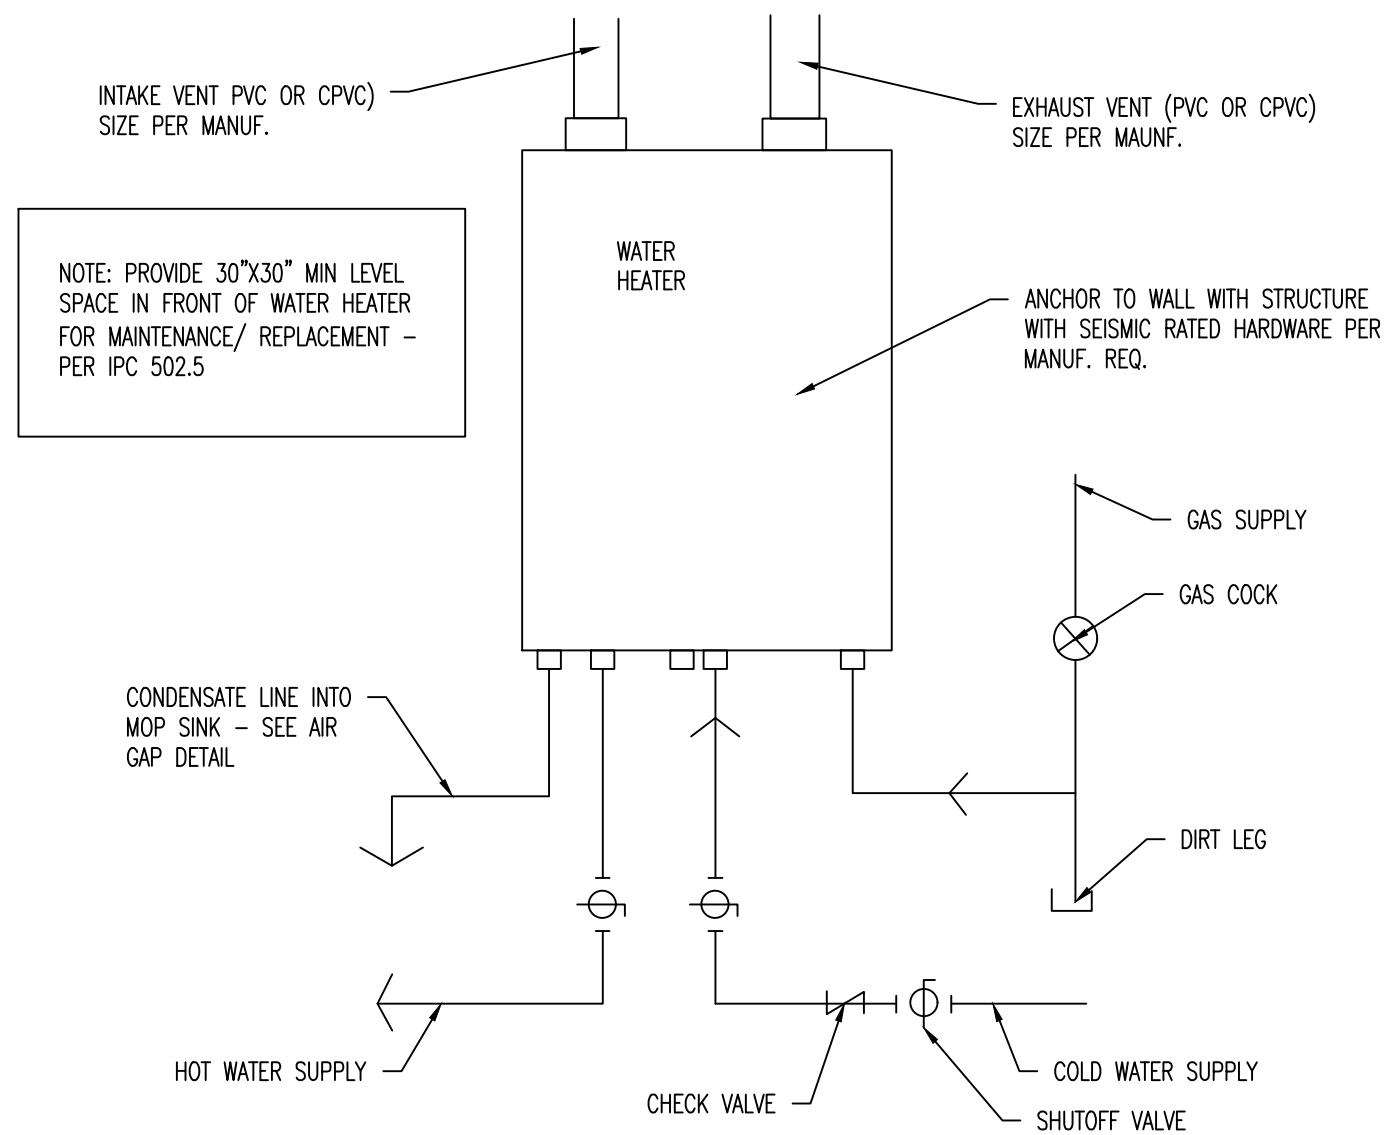 INTAKE VENT PVC OR CPVC)
SIZE PER MANUF.
EXHAUST VENT (PVC OR CPVC)
SIZE PER MAUNF.
NOTE: PROVIDE 30"X30" MIN LEVEL
SPACE IN FRONT OF WATER HEATER
FOR MAINTENANCE/ REPLACEMENT –
PER IPC 502.5
WATER
HEATER
ANCHOR TO WALL WITH STRUCTURE
WITH SEISMIC RATED HARDWARE PER
MANUF. REQ.
GAS SUPPLY
GAS COCK
CONDENSATE LINE INTO
MOP SINK – SEE AIR
GAP DETAIL
DIRT LEG
HOT WATER SUPPLY
COLD WATER SUPPLY
CHECK VALVE
SHUTOFF VALVE